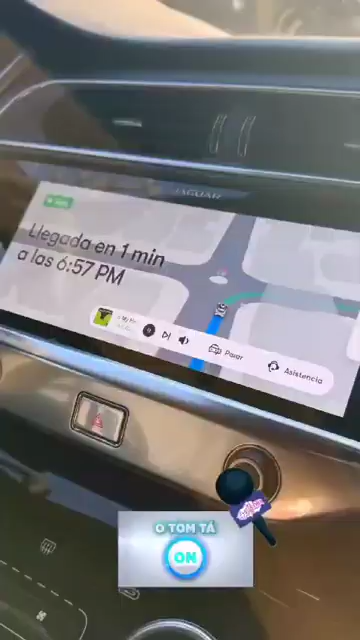 JAGUAR
Llegada en 1 min
a las 6:57 PM
Parar
Asistencia
O TOM TÁ
ON